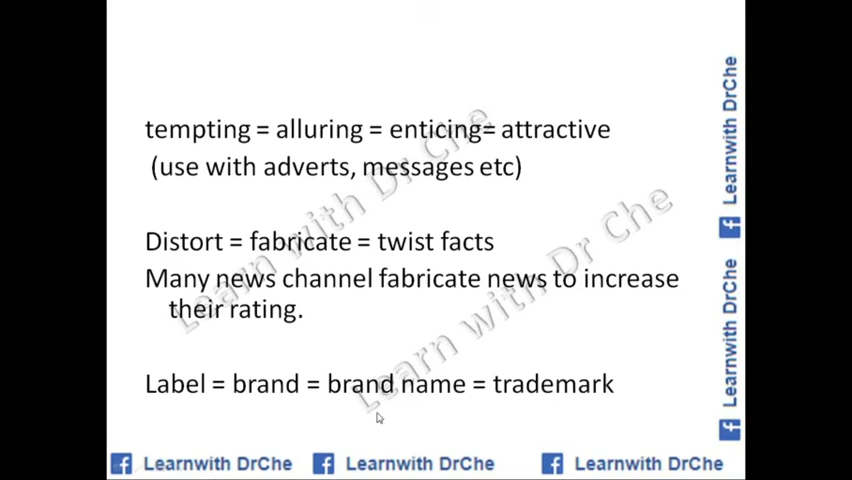 tempting = alluring = enticing= attractive
(use with adverts, messages etc)
Distort = fabricate = twist facts
Many news channel fabricate news to increase
their rating.
Label = brand = brand name = trademark
Learn with Dr Che
Learn with Dr Che
Learnwith DrChe
Learnwith DrChe
Learnwith DrChe
Learnwith DrChe
Learnwith DrChe